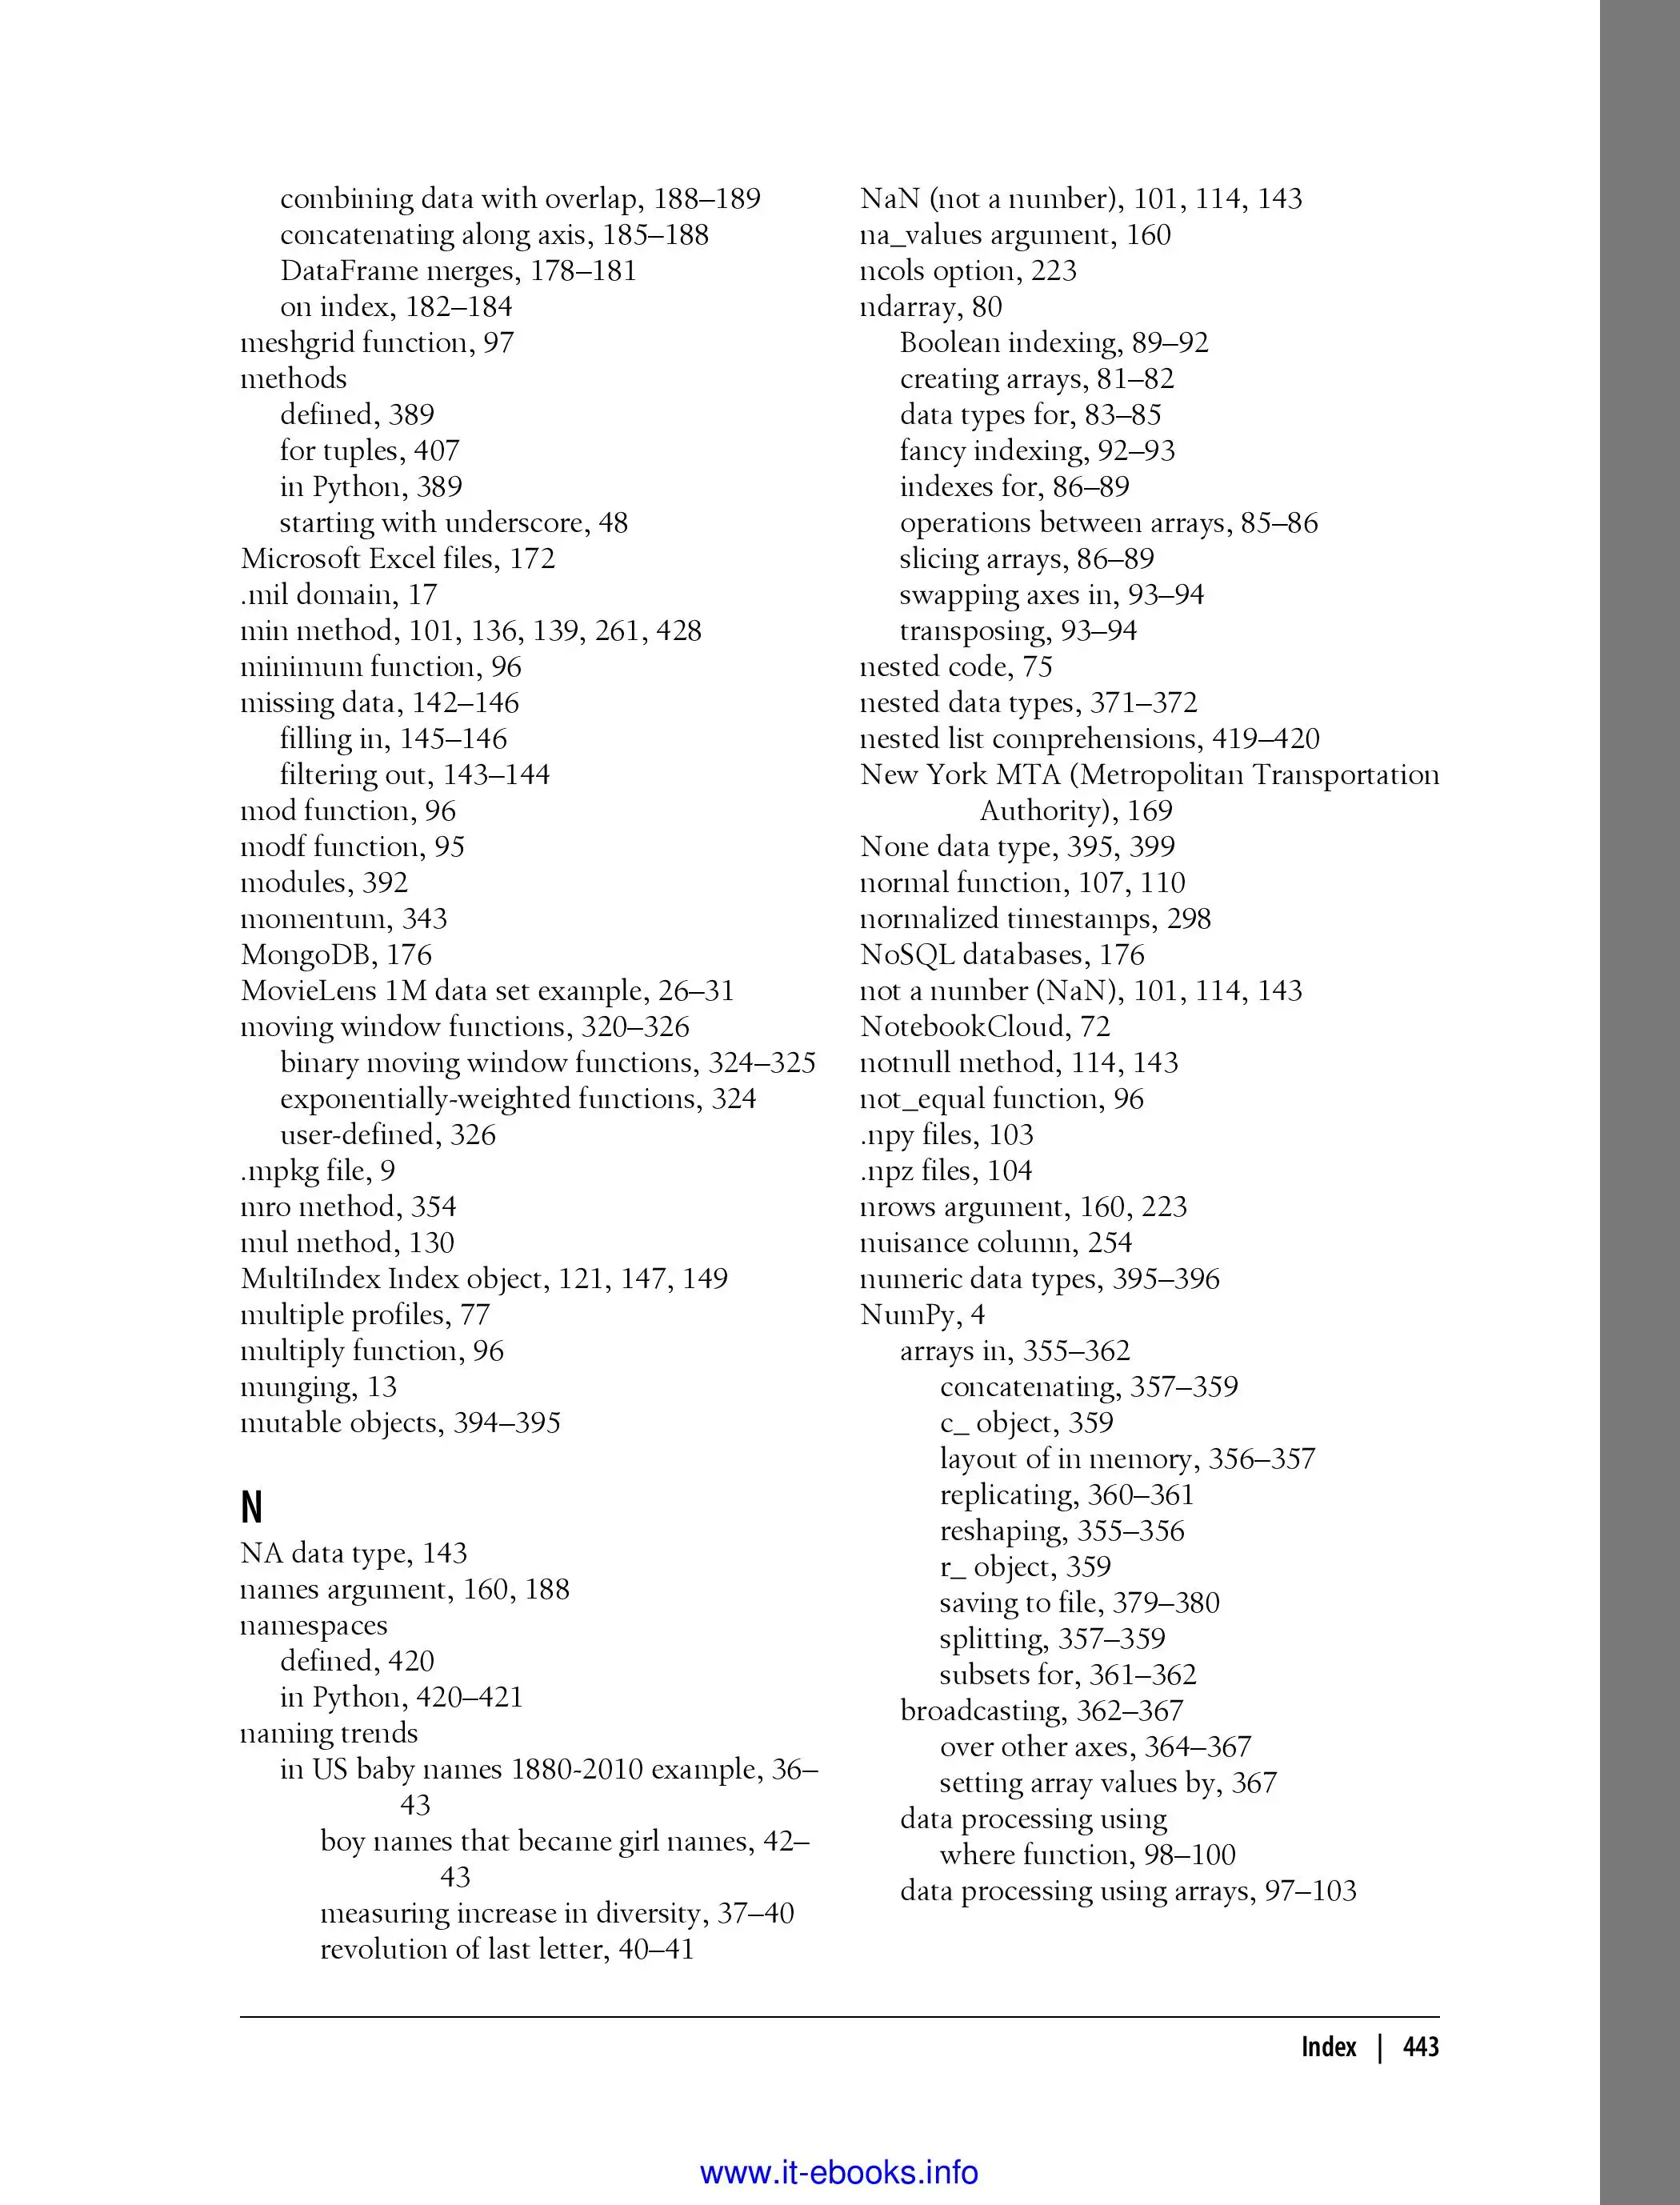 combining data with overlap, 188–189
concatenating along axis, 185–188
DataFrame merges, 178–181
on index, 182–184
meshgrid function, 97
methods
defined, 389
for tuples, 407
in Python, 389
starting with underscore, 48
Microsoft Excel files, 172
.mil domain, 17
min method, 101, 136, 139, 261, 428
minimum function, 96
missing data, 142–146
filling in, 145–146
filtering out, 143–144
mod function, 96
modf function, 95
modules, 392
momentum, 343
MongoDB, 176
MovieLens 1M data set example, 26–31
moving window functions, 320–326
binary moving window functions, 324–325
exponentially-weighted functions, 324
user-defined, 326
.mpkg file, 9
mro method, 354
mul method, 130
MultiIndex Index object, 121, 147, 149
multiple profiles, 77
multiply function, 96
munging, 13
mutable objects, 394–395
N
NA data type, 143
names argument, 160, 188
namespaces
defined, 420
in Python, 420–421
naming trends
in US baby names 1880-2010 example, 36–
43
boy names that became girl names, 42–
43
measuring increase in diversity, 37–40
revolution of last letter, 40–41
NaN (not a number), 101, 114, 143
na_values argument, 160
ncols option, 223
ndarray, 80
Boolean indexing, 89–92
creating arrays, 81–82
data types for, 83–85
fancy indexing, 92–93
indexes for, 86–89
operations between arrays, 85–86
slicing arrays, 86–89
swapping axes in, 93–94
transposing, 93–94
nested code, 75
nested data types, 371–372
nested list comprehensions, 419–420
New York MTA (Metropolitan Transportation
Authority), 169
None data type, 395, 399
normal function, 107, 110
normalized timestamps, 298
NoSQL databases, 176
not a number (NaN), 101, 114, 143
NotebookCloud, 72
notnull method, 114, 143
not_equal function, 96
.npy files, 103
.npz files, 104
nrows argument, 160, 223
nuisance column, 254
numeric data types, 395–396
NumPy, 4
arrays in, 355–362
concatenating, 357–359
c_ object, 359
layout of in memory, 356–357
replicating, 360–361
reshaping, 355–356
r_ object, 359
saving to file, 379–380
splitting, 357–359
subsets for, 361–362
broadcasting, 362–367
over other axes, 364–367
setting array values by, 367
data processing using
where function, 98–100
data processing using arrays, 97–103
Index | 443
www.it-ebooks.info